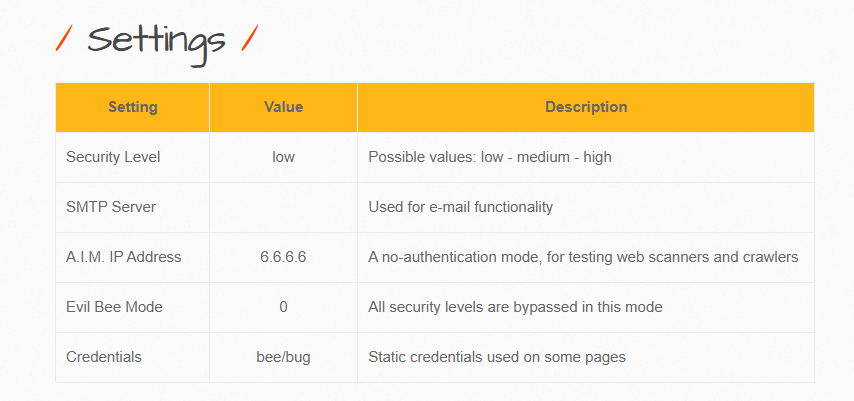 / Settings /
Setting Value Description
Security Level low Possible values: low - medium - high
SMTP Server Used for e-mail functionality
A.I.M. IP Address 6.6.6.6 A no-authentication mode, for testing web scanners and crawlers
Evil Bee Mode 0 All security levels are bypassed in this mode
Credentials bee/bug Static credentials used on some pages